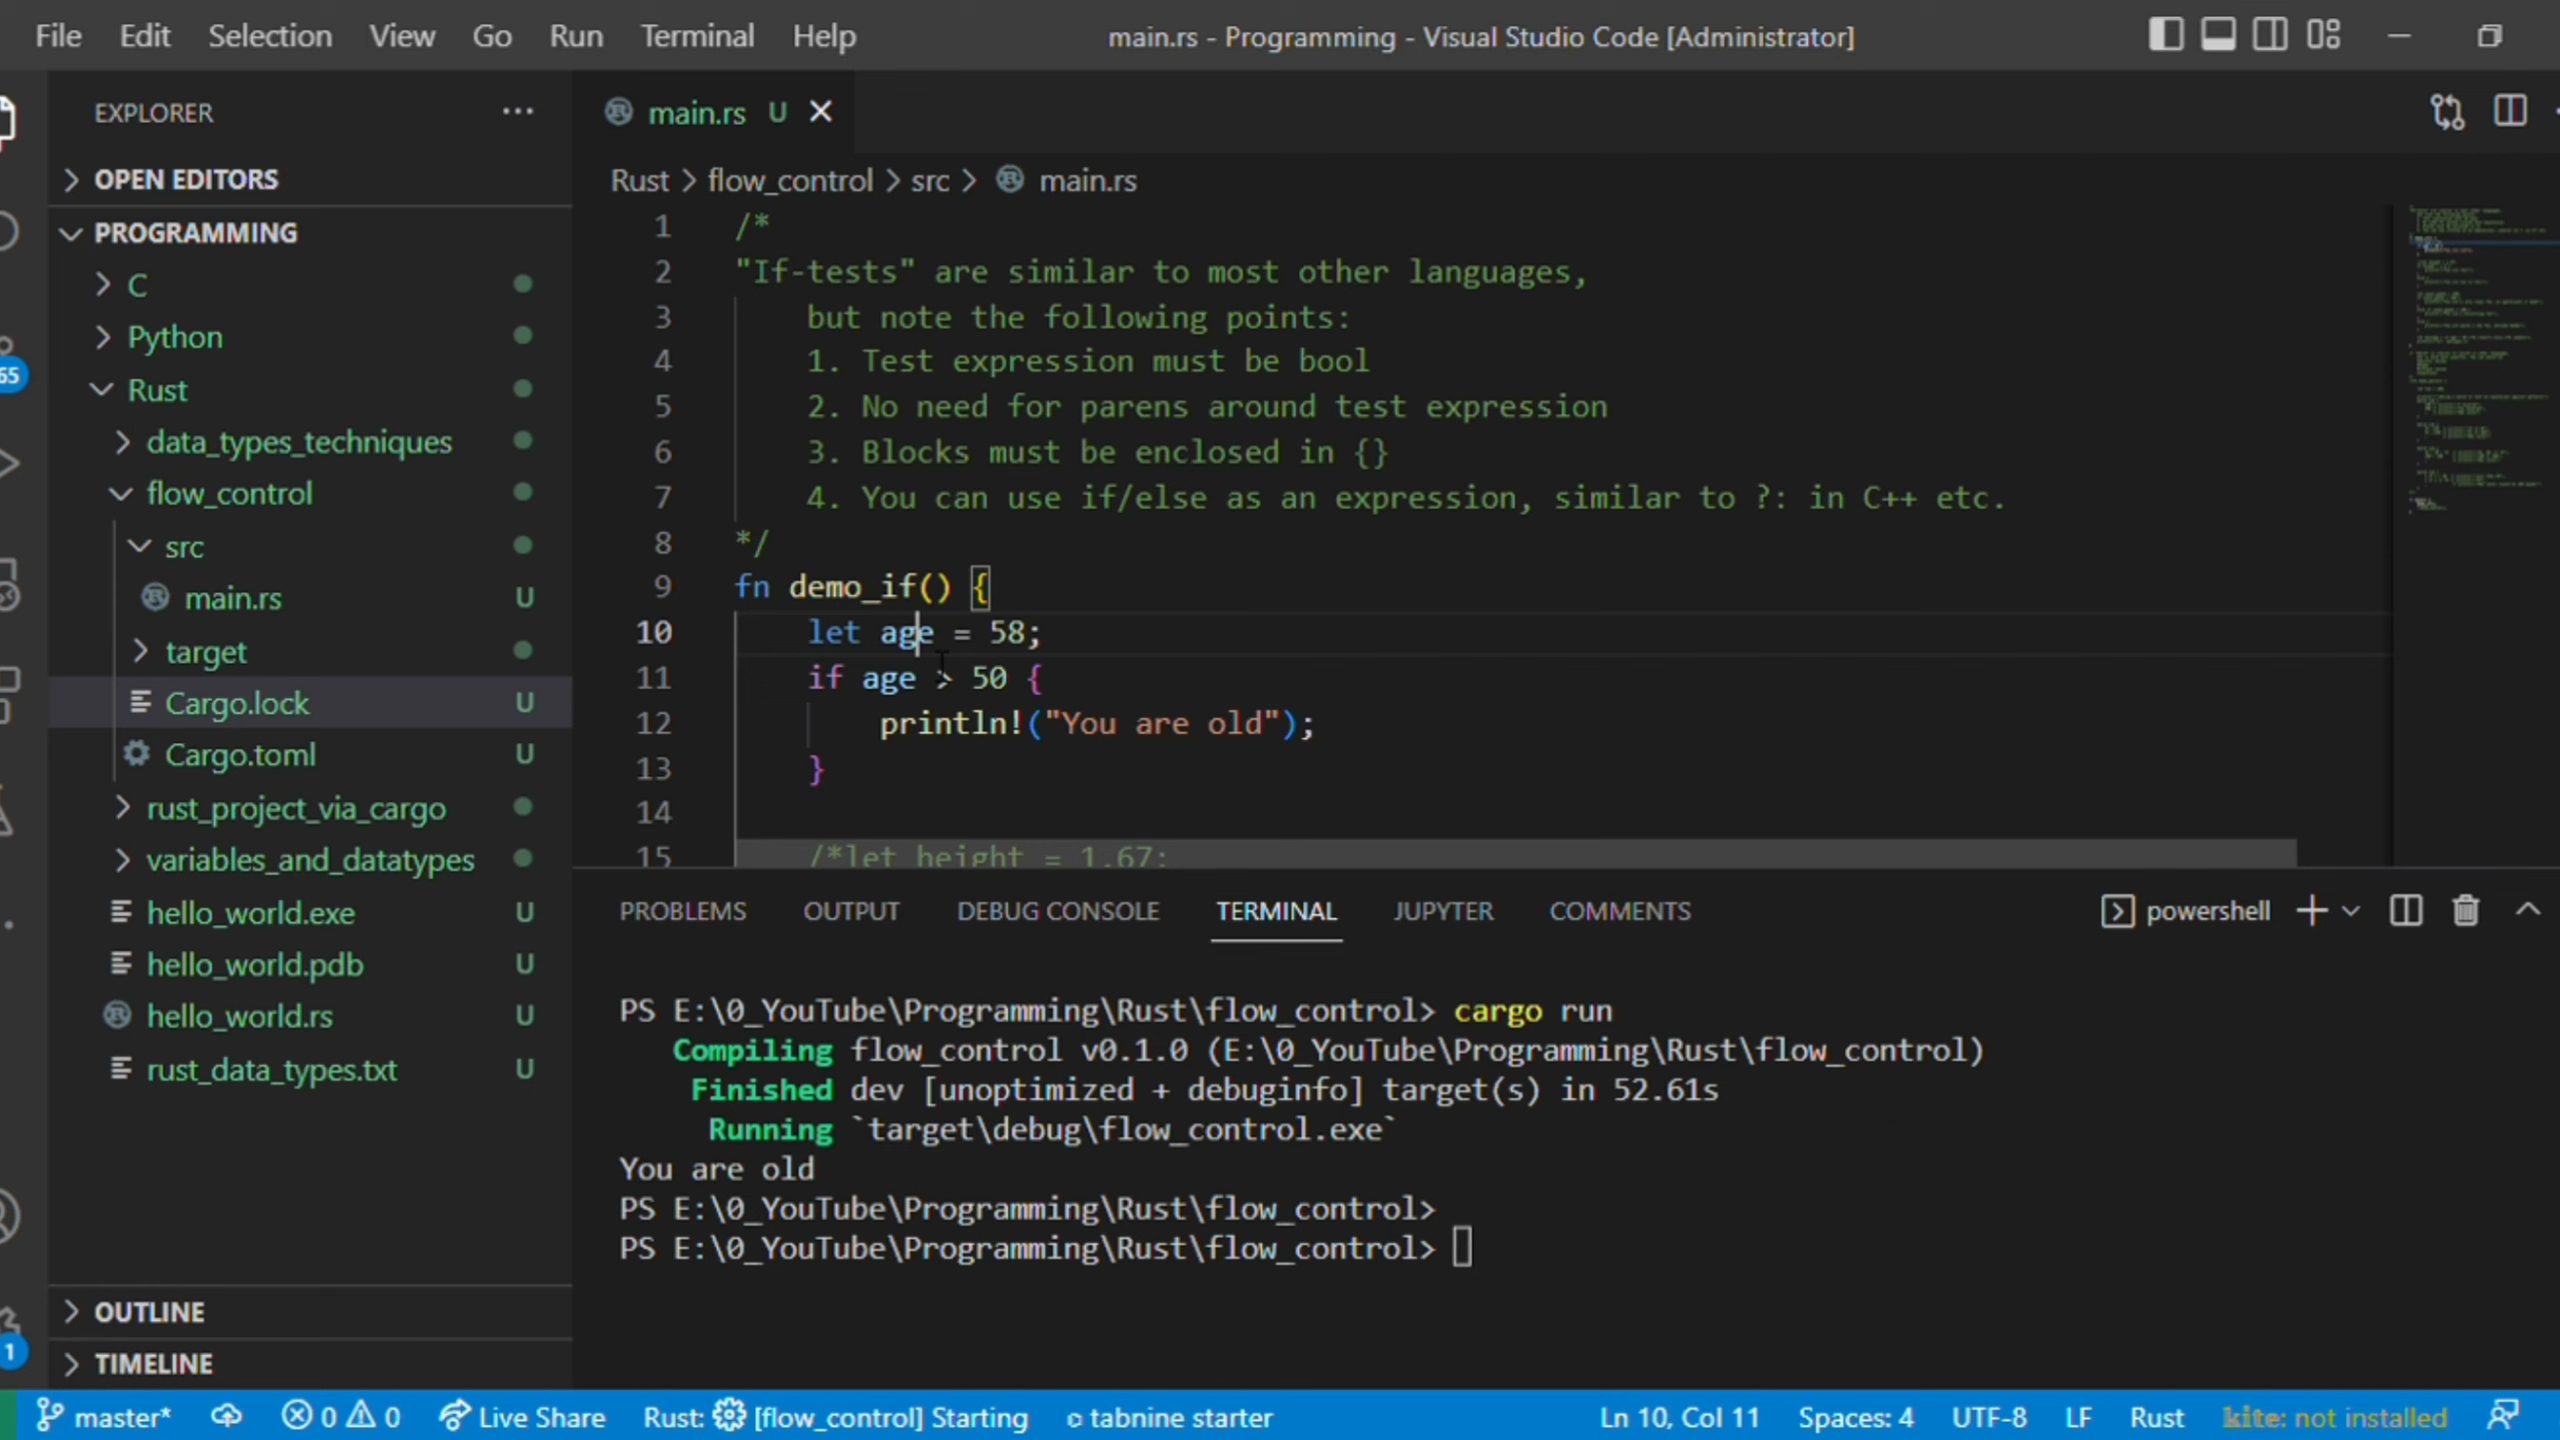 File Edit Selection View Go Run Terminal Help
main.rs - Programming - Visual Studio Code [Administrator]
EXPLORER ···
OPEN EDITORS
PROGRAMMING
C
Python
Rust
data_types_techniques
flow_control
src
main.rs U
target
Cargo.lock U
Cargo.toml U
rust_project_via_cargo
variables_and_datatypes
hello_world.exe U
hello_world.pdb U
hello_world.rs U
rust_data_types.txt U
OUTLINE
TIMELINE
65
1
main.rs U
Rust > flow_control > src > main.rs
1 /*
2 "If-tests" are similar to most other languages,
3 but note the following points:
4 1. Test expression must be bool
5 2. No need for parens around test expression
6 3. Blocks must be enclosed in {}
7 4. You can use if/else as an expression, similar to ?: in C++ etc.
8 */
9 fn demo_if() {
10 let age = 58;
11 if age > 50 {
12 println!("You are old");
13 }
14
15 /*let height = 1.67;
PROBLEMS OUTPUT DEBUG CONSOLE TERMINAL JUPYTER COMMENTS
powershell
PS E:\0_YouTube\Programming\Rust\flow_control> cargo run
Compiling flow_control v0.1.0 (E:\0_YouTube\Programming\Rust\flow_control)
Finished dev [unoptimized + debuginfo] target(s) in 52.61s
Running `target\debug\flow_control.exe`
You are old
PS E:\0_YouTube\Programming\Rust\flow_control>
PS E:\0_YouTube\Programming\Rust\flow_control>
master* 0 0 Live Share Rust: [flow_control] Starting tabnine starter
Ln 10, Col 11 Spaces: 4 UTF-8 LF Rust kite: not installed